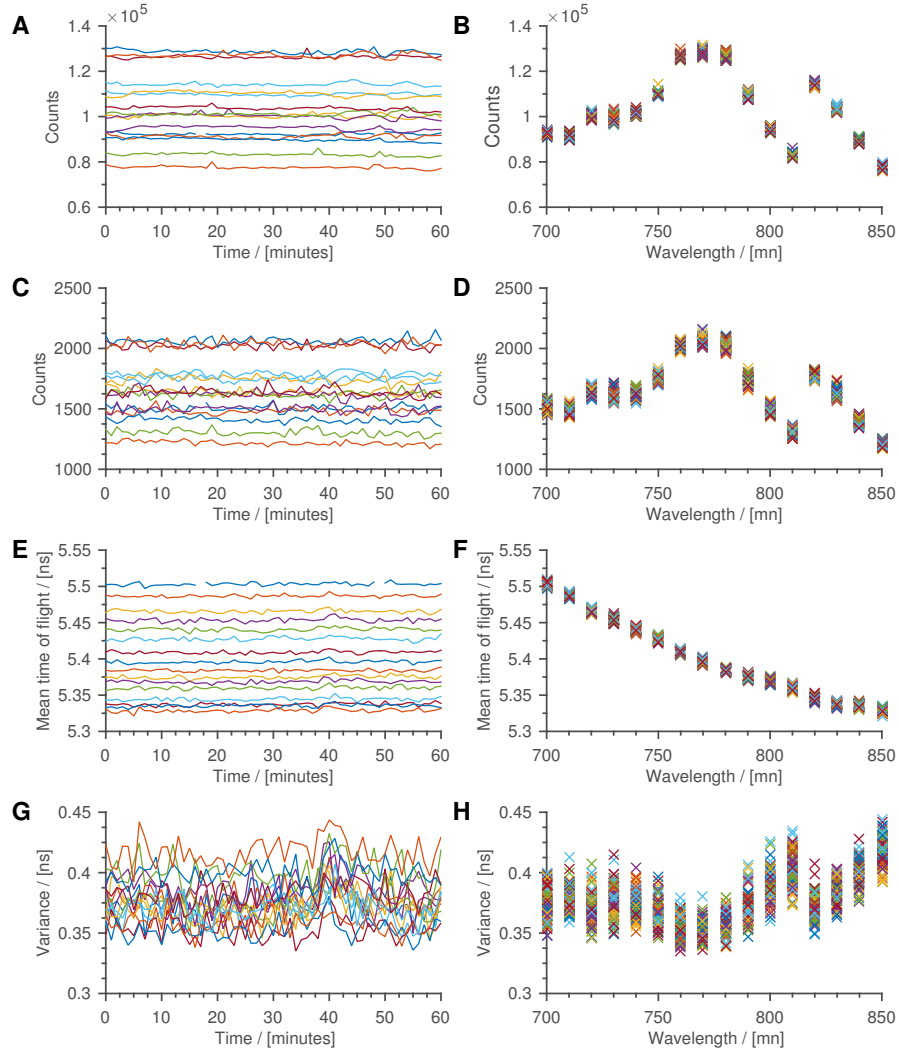 A
×10^5
1.4
1.2
1
0.8
0.6
Counts
0 10 20 30 40 50 60
Time / [minutes]
B
1.4
1.2
1
0.8
0.6
Counts
700 750 800 850
Wavelength / [mn]
C
2500
2000
1500
1000
Counts
0 10 20 30 40 50 60
Time / [minutes]
D
2500
2000
1500
1000
Counts
700 750 800 850
Wavelength / [mn]
E
5.55
5.5
5.45
5.4
5.35
5.3
Mean time of flight / [ns]
0 10 20 30 40 50 60
Time / [minutes]
F
5.55
5.5
5.45
5.4
5.35
5.3
Mean time of flight / [ns]
700 750 800 850
Wavelength / [mn]
G
0.45
0.4
0.35
0.3
Variance / [ns]
0 10 20 30 40 50 60
Time / [minutes]
H
0.45
0.4
0.35
0.3
Variance / [ns]
700 750 800 850
Wavelength / [mn]